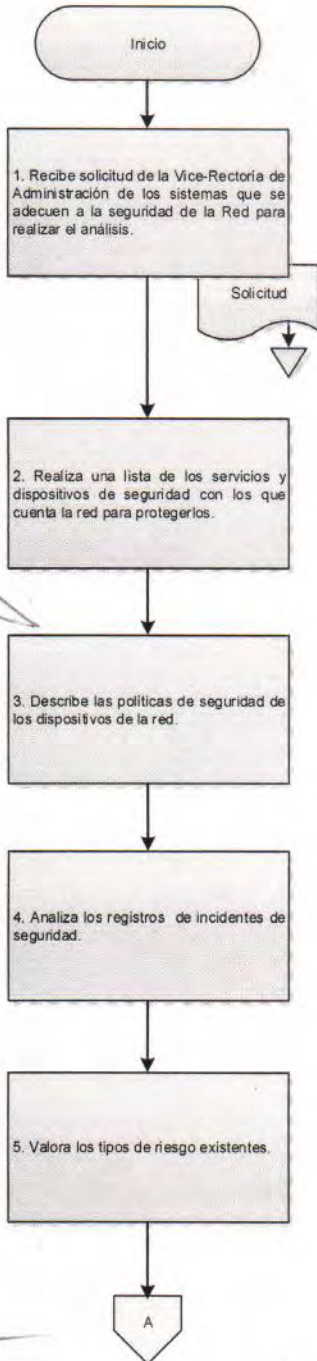 Inicio
1. Recibe solicitud de la Vice-Rectoría de
Administración de los sistemas que se
adecuen a la seguridad de la Red para
realizar el análisis.
Solicitud
2. Realiza una lista de los servicios y
dispositivos de seguridad con los que
cuenta la red para protegerlos.
3. Describe las políticas de seguridad de
los dispositivos de la red.
4. Analiza los registros de incidentes de
seguridad.
5. Valora los tipos de riesgo existentes.
A